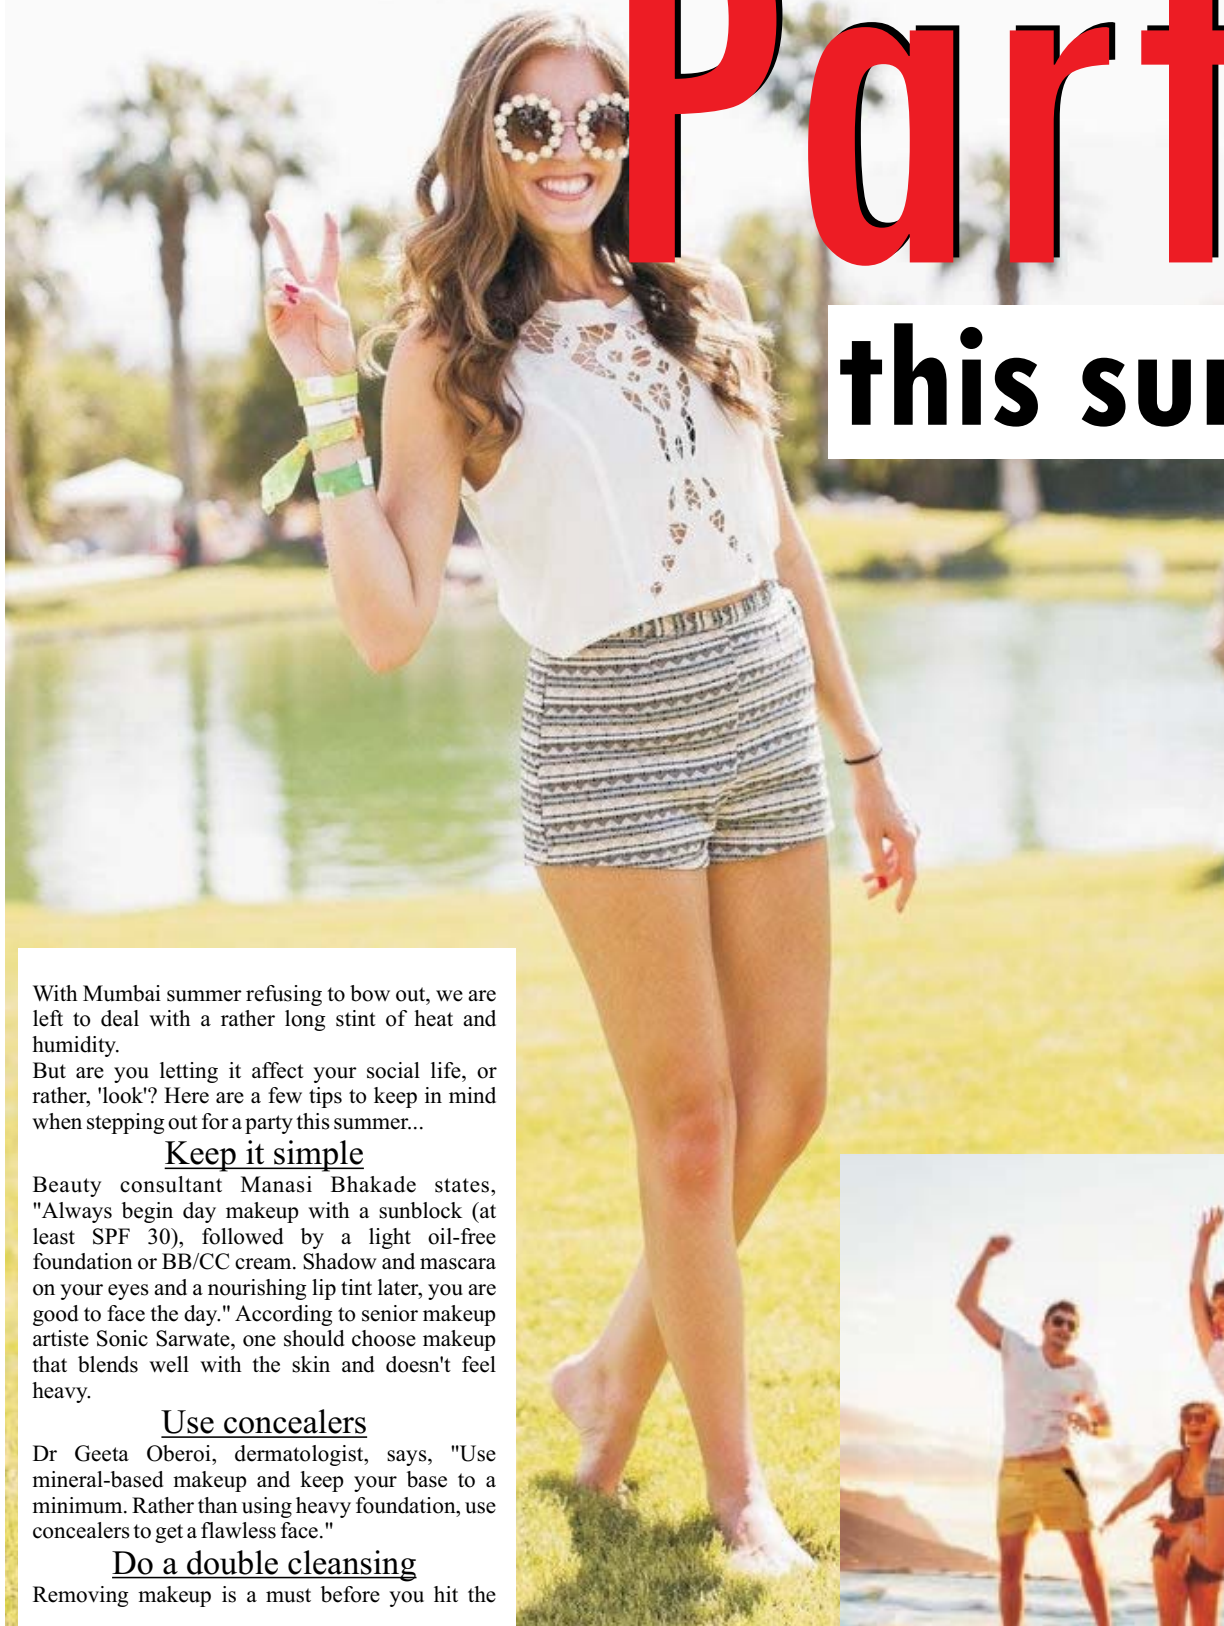 Part
this su
With Mumbai summer refusing to bow out, we are
left to deal with a rather long stint of heat and
humidity.
But are you letting it affect your social life, or
rather, 'look'? Here are a few tips to keep in mind
when stepping out for a party this summer...
Keep it simple
Beauty consultant Manasi Bhakade states,
"Always begin day makeup with a sunblock (at
least SPF 30), followed by a light oil-free
foundation or BB/CC cream. Shadow and mascara
on your eyes and a nourishing lip tint later, you are
good to face the day." According to senior makeup
artiste Sonic Sarwate, one should choose makeup
that blends well with the skin and doesn't feel
heavy.
Use concealers
Dr Geeta Oberoi, dermatologist, says, "Use
mineral-based makeup and keep your base to a
minimum. Rather than using heavy foundation, use
concealers to get a flawless face."
Do a double cleansing
Removing makeup is a must before you hit the